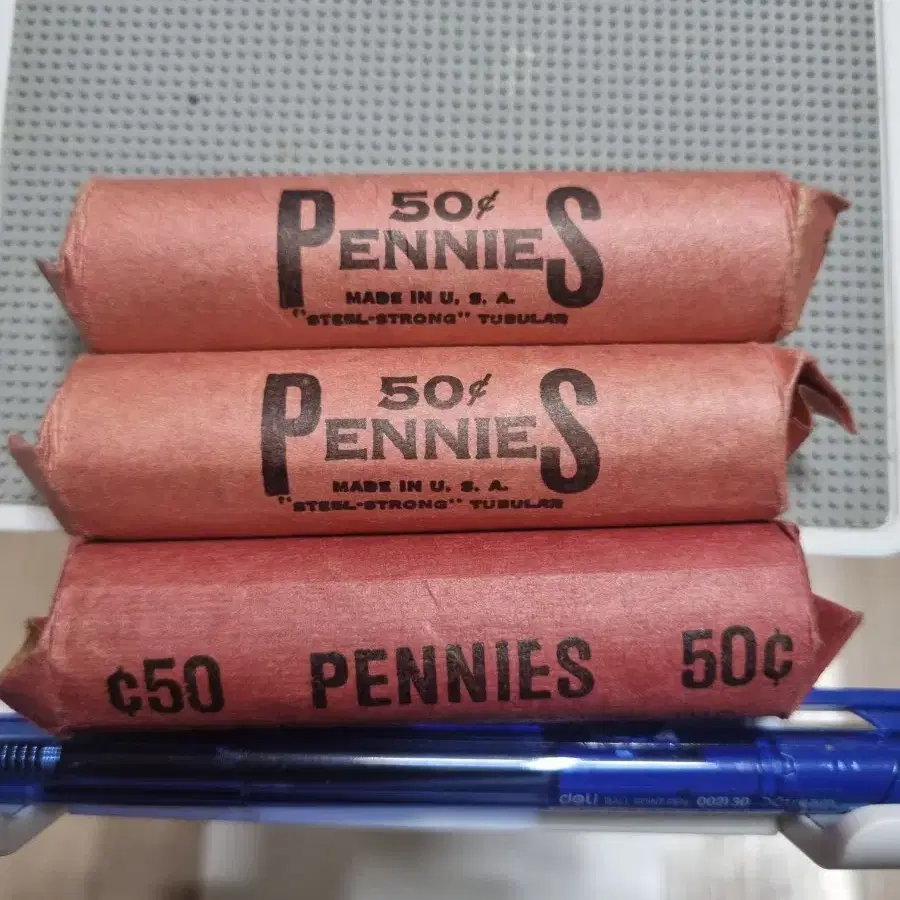 50¢
PENNIES
MADE IN U. S. A.
"STEEL-STRONG" TUBULAR
50¢
PENNIES
MADE IN U. S. A.
"STEEL-STRONG" TUBULAR
¢50 PENNIES 50¢
deli